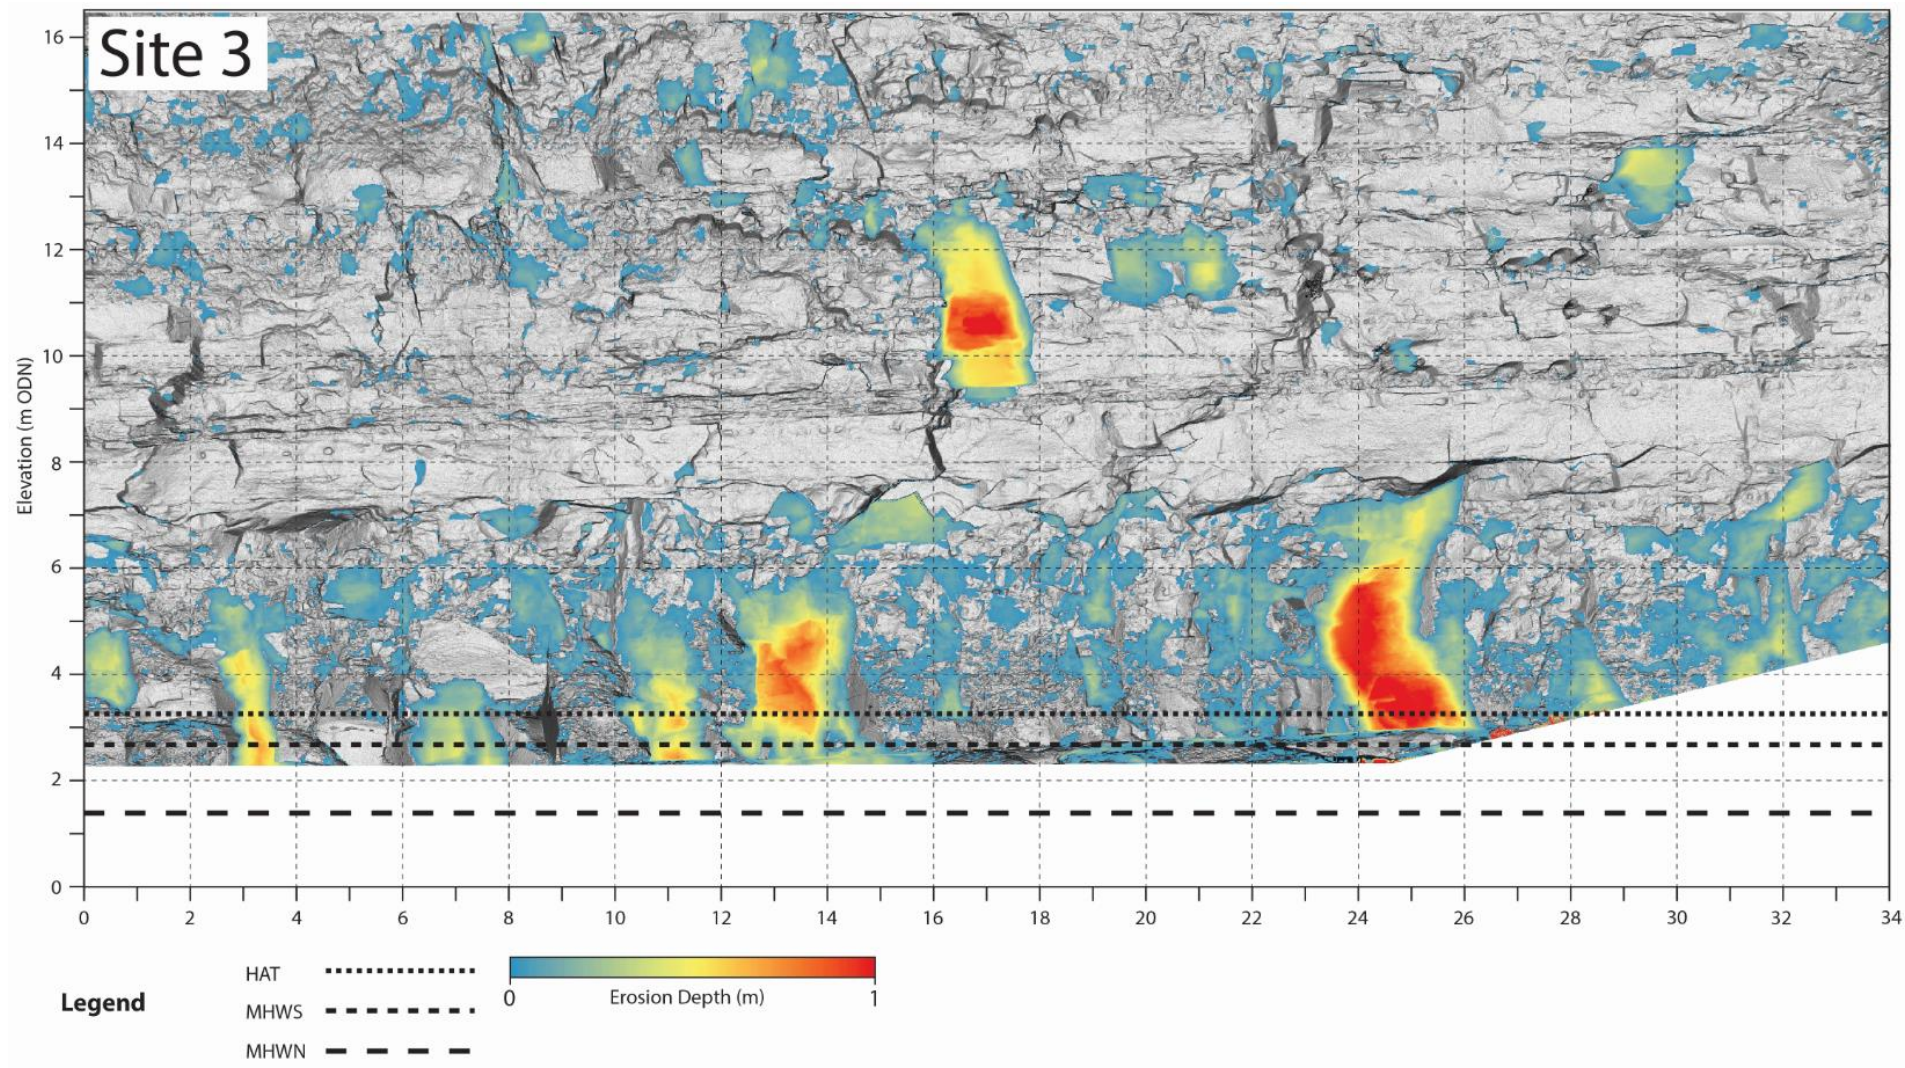 Site 3
Elevation (m ODN)
16
14
12
10
8
6
4
2
0
0 2 4 6 8 10 12 14 16 18 20 22 24 26 28 30 32 34
Legend
HAT
MHWS
MHWN
0 Erosion Depth (m) 1